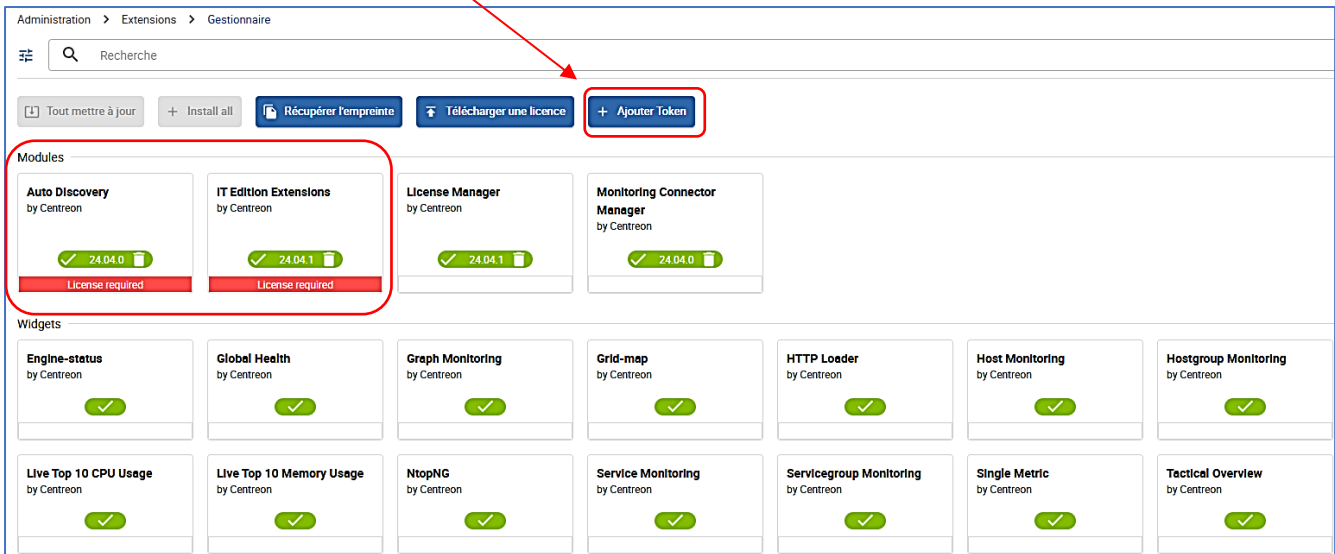 Administration > Extensions > Gestionnaire
Recherche
Tout mettre à jour + Install all Récupérer l'empreinte Télécharger une licence + Ajouter Token
Modules
Auto Discovery IT Edition Extensions License Manager Monitoring Connector
Manager
by Centreon by Centreon by Centreon by Centreon
24.04.0 24.04.1 24.04.1 24.04.0
License required License required
Widgets
Engine-status Global Health Graph Monitoring Grid-map HTTP Loader Host Monitoring Hostgroup Monitoring
by Centreon by Centreon by Centreon by Centreon by Centreon by Centreon by Centreon
Live Top 10 CPU Usage Live Top 10 Memory Usage NtopNG Service Monitoring Servicegroup Monitoring Single Metric Tactical Overview
by Centreon by Centreon by Centreon by Centreon by Centreon by Centreon by Centreon